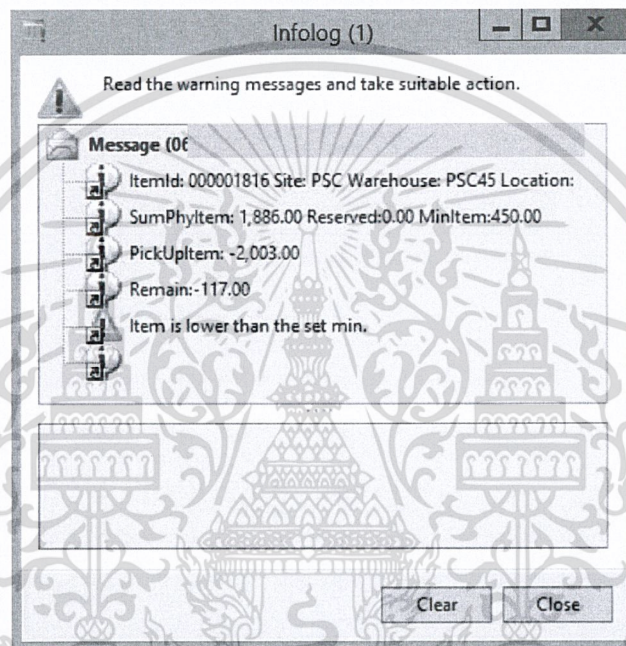 Infolog (1)
Read the warning messages and take suitable action.
Message (06
ItemId: 000001816 Site: PSC Warehouse: PSC45 Location:
SumPhyItem: 1,886.00 Reserved:0.00 MinItem:450.00
PickUpItem: -2,003.00
Remain:-117.00
Item is lower than the set min.
Clear Close